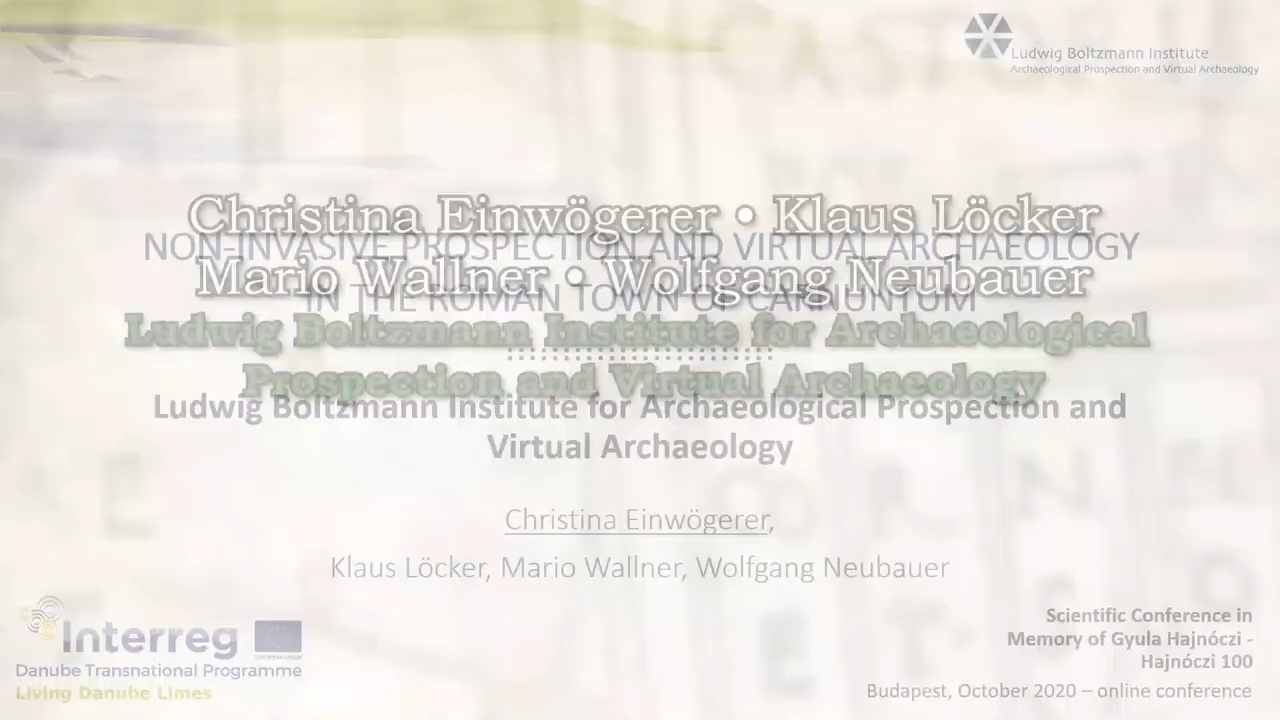 Ludwig Boltzmann Institute
Archaeological Prospection and Virtual Archaeology
Christina Einwögerer • Klaus Löcker
NON-INVASIVE PROSPECTION AND VIRTUAL ARCHAEOLOGY
Mario Wallner • Wolfgang Neubauer
IN THE ROMAN TOWN OF CARNUNTUM
Ludwig Boltzmann Institute for Archaeological
Prospection and Virtual Archaeology
Ludwig Boltzmann Institute for Archaeological Prospection and
Virtual Archaeology
Christina Einwögerer,
Klaus Löcker, Mario Wallner, Wolfgang Neubauer
Interreg
Danube Transnational Programme
Living Danube Limes
Scientific Conference in
Memory of Gyula Hajnóczi -
Hajnóczi 100
Budapest, October 2020 – online conference